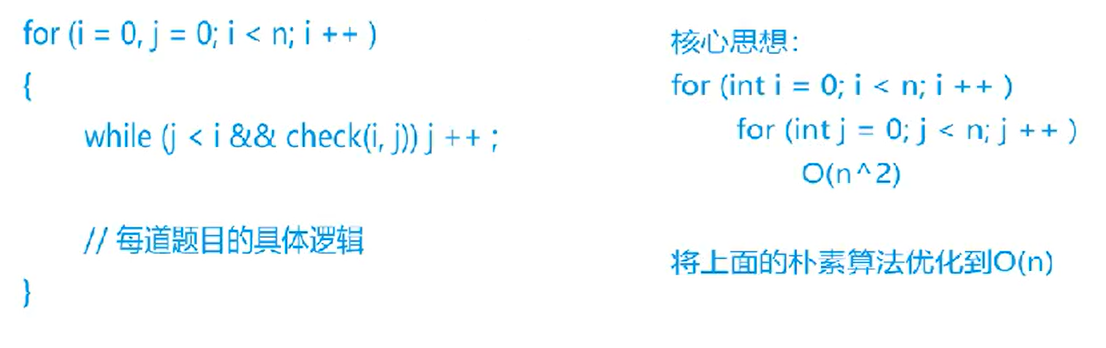 for (i = 0, j = 0; i < n; i ++ )
{
while (j < i && check(i, j)) j ++ ;
// 每道题目的具体逻辑
}
核心思想：
for (int i = 0; i < n; i ++ )
for (int j = 0; j < n; j ++ )
O(n^2)
将上面的朴素算法优化到O(n)